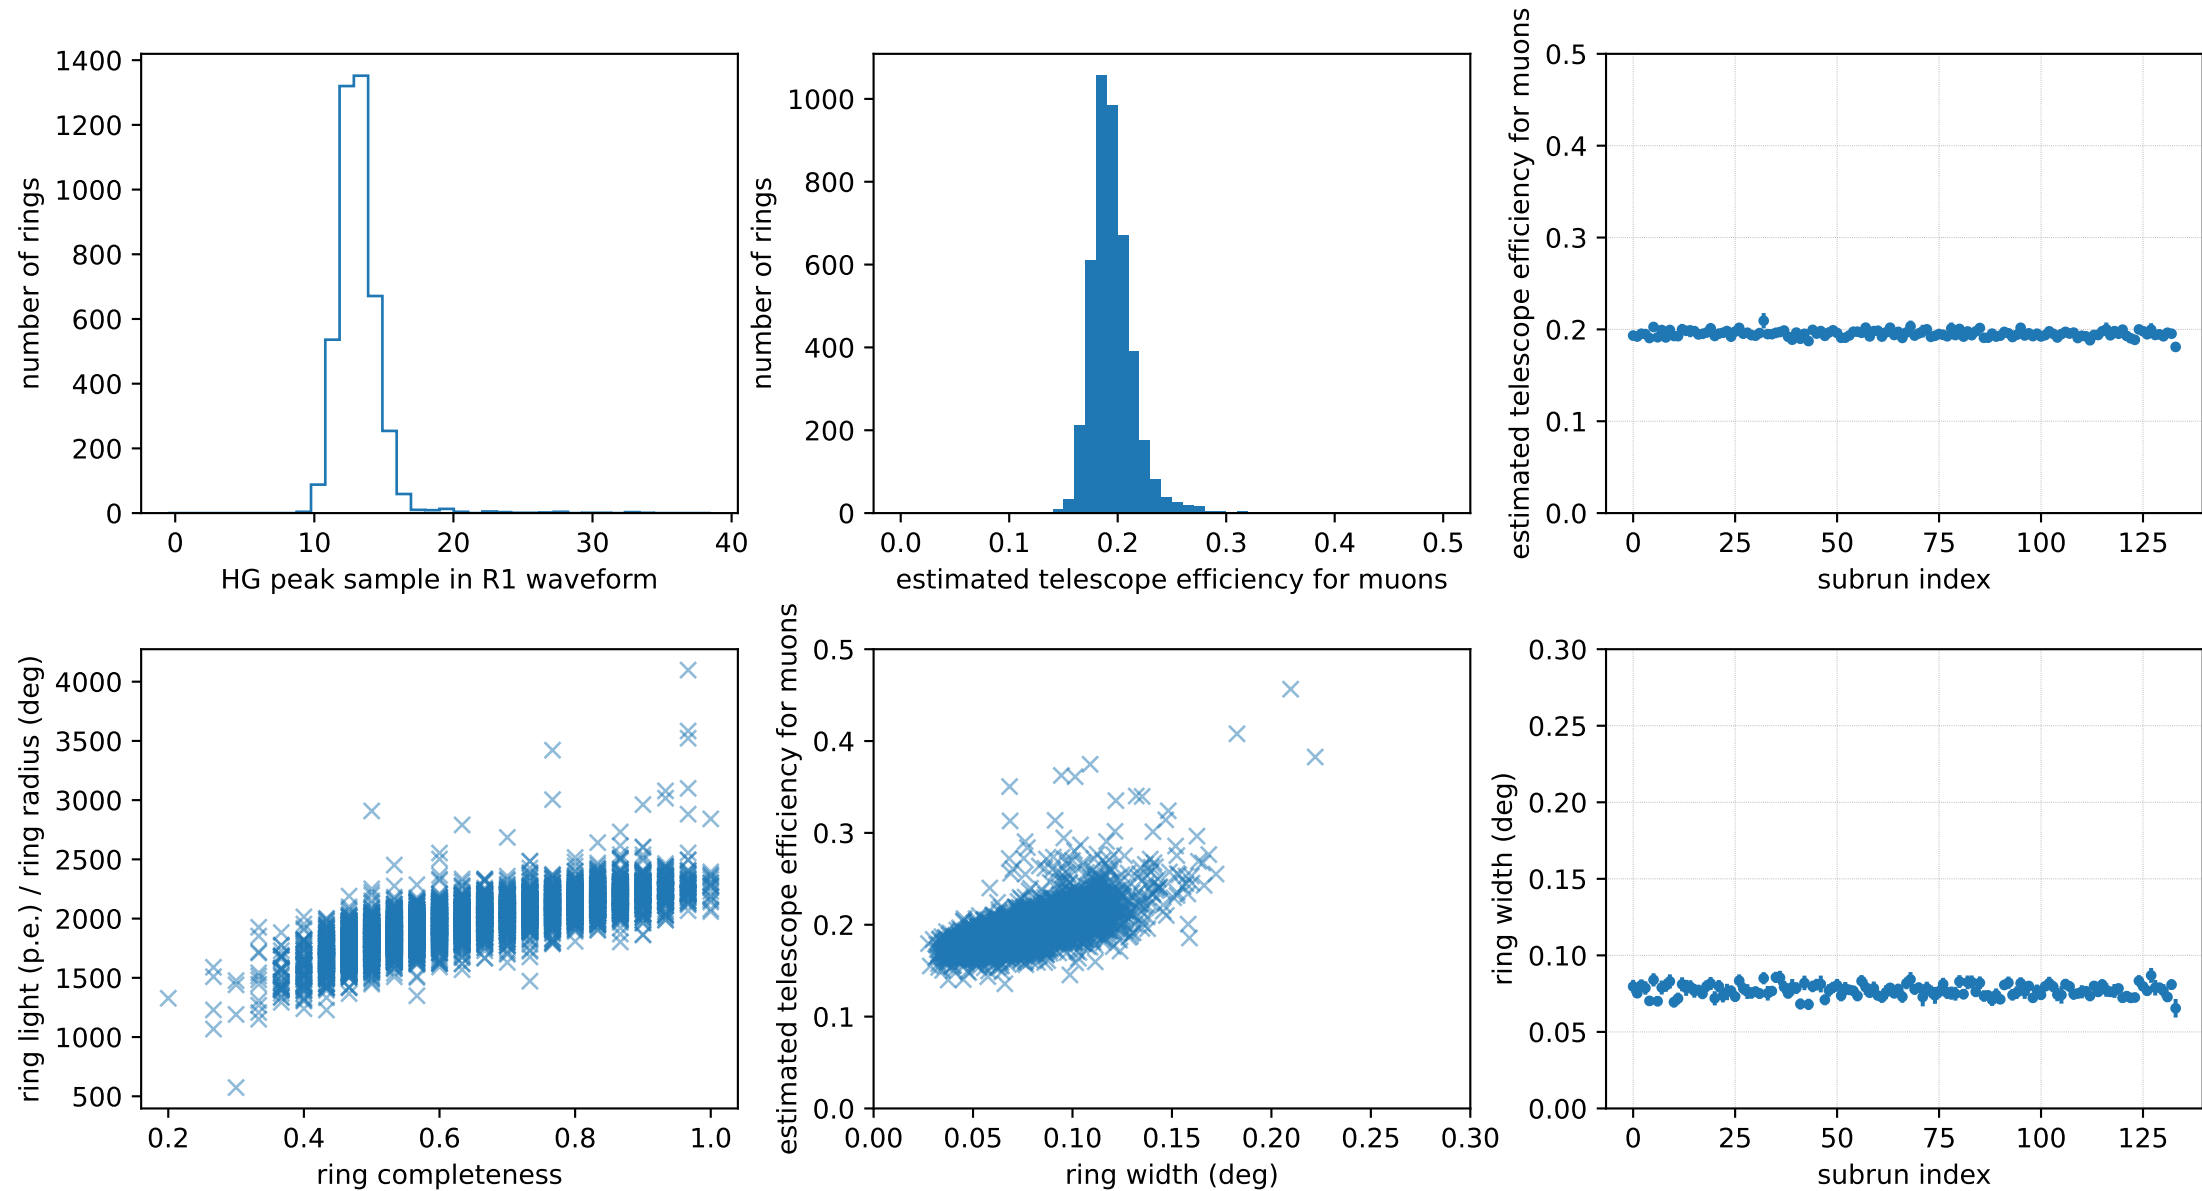 1400
1200
1000
800
600
400
200
0
number of rings
0 10 20 30 40
HG peak sample in R1 waveform
1000
800
600
400
200
0
number of rings
0.0 0.1 0.2 0.3 0.4 0.5
estimated telescope efficiency for muons
0.5
0.4
0.3
0.2
0.1
0.0
estimated telescope efficiency for muons
0 25 50 75 100 125
subrun index
4000
3500
3000
2500
2000
1500
1000
500
ring light (p.e.) / ring radius (deg)
0.2 0.4 0.6 0.8 1.0
ring completeness
0.5
0.4
0.3
0.2
0.1
0.0
estimated telescope efficiency for muons
0.00 0.05 0.10 0.15 0.20 0.25 0.30
ring width (deg)
0.30
0.25
0.20
0.15
0.10
0.05
0.00
ring width (deg)
0 25 50 75 100 125
subrun index